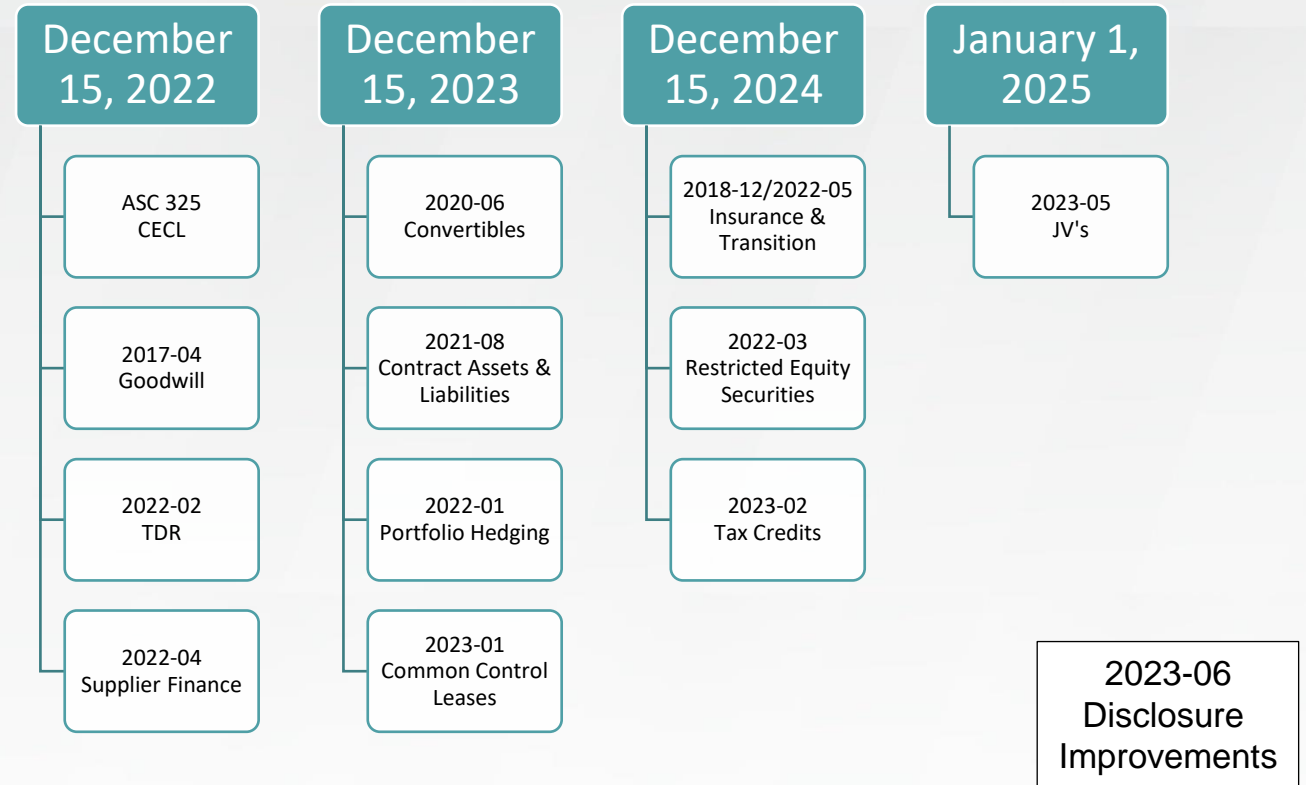 December
15, 2022
ASC 325
CECL
2017-04
Goodwill
2022-02
TDR
2022-04
Supplier Finance
December
15, 2023
2020-06
Convertibles
2021-08
Contract Assets &
Liabilities
2022-01
Portfolio Hedging
2023-01
Common Control
Leases
December
15, 2024
2018-12/2022-05
Insurance &
Transition
2022-03
Restricted Equity
Securities
2023-02
Tax Credits
January 1,
2025
2023-05
JV's
2023-06
Disclosure
Improvements